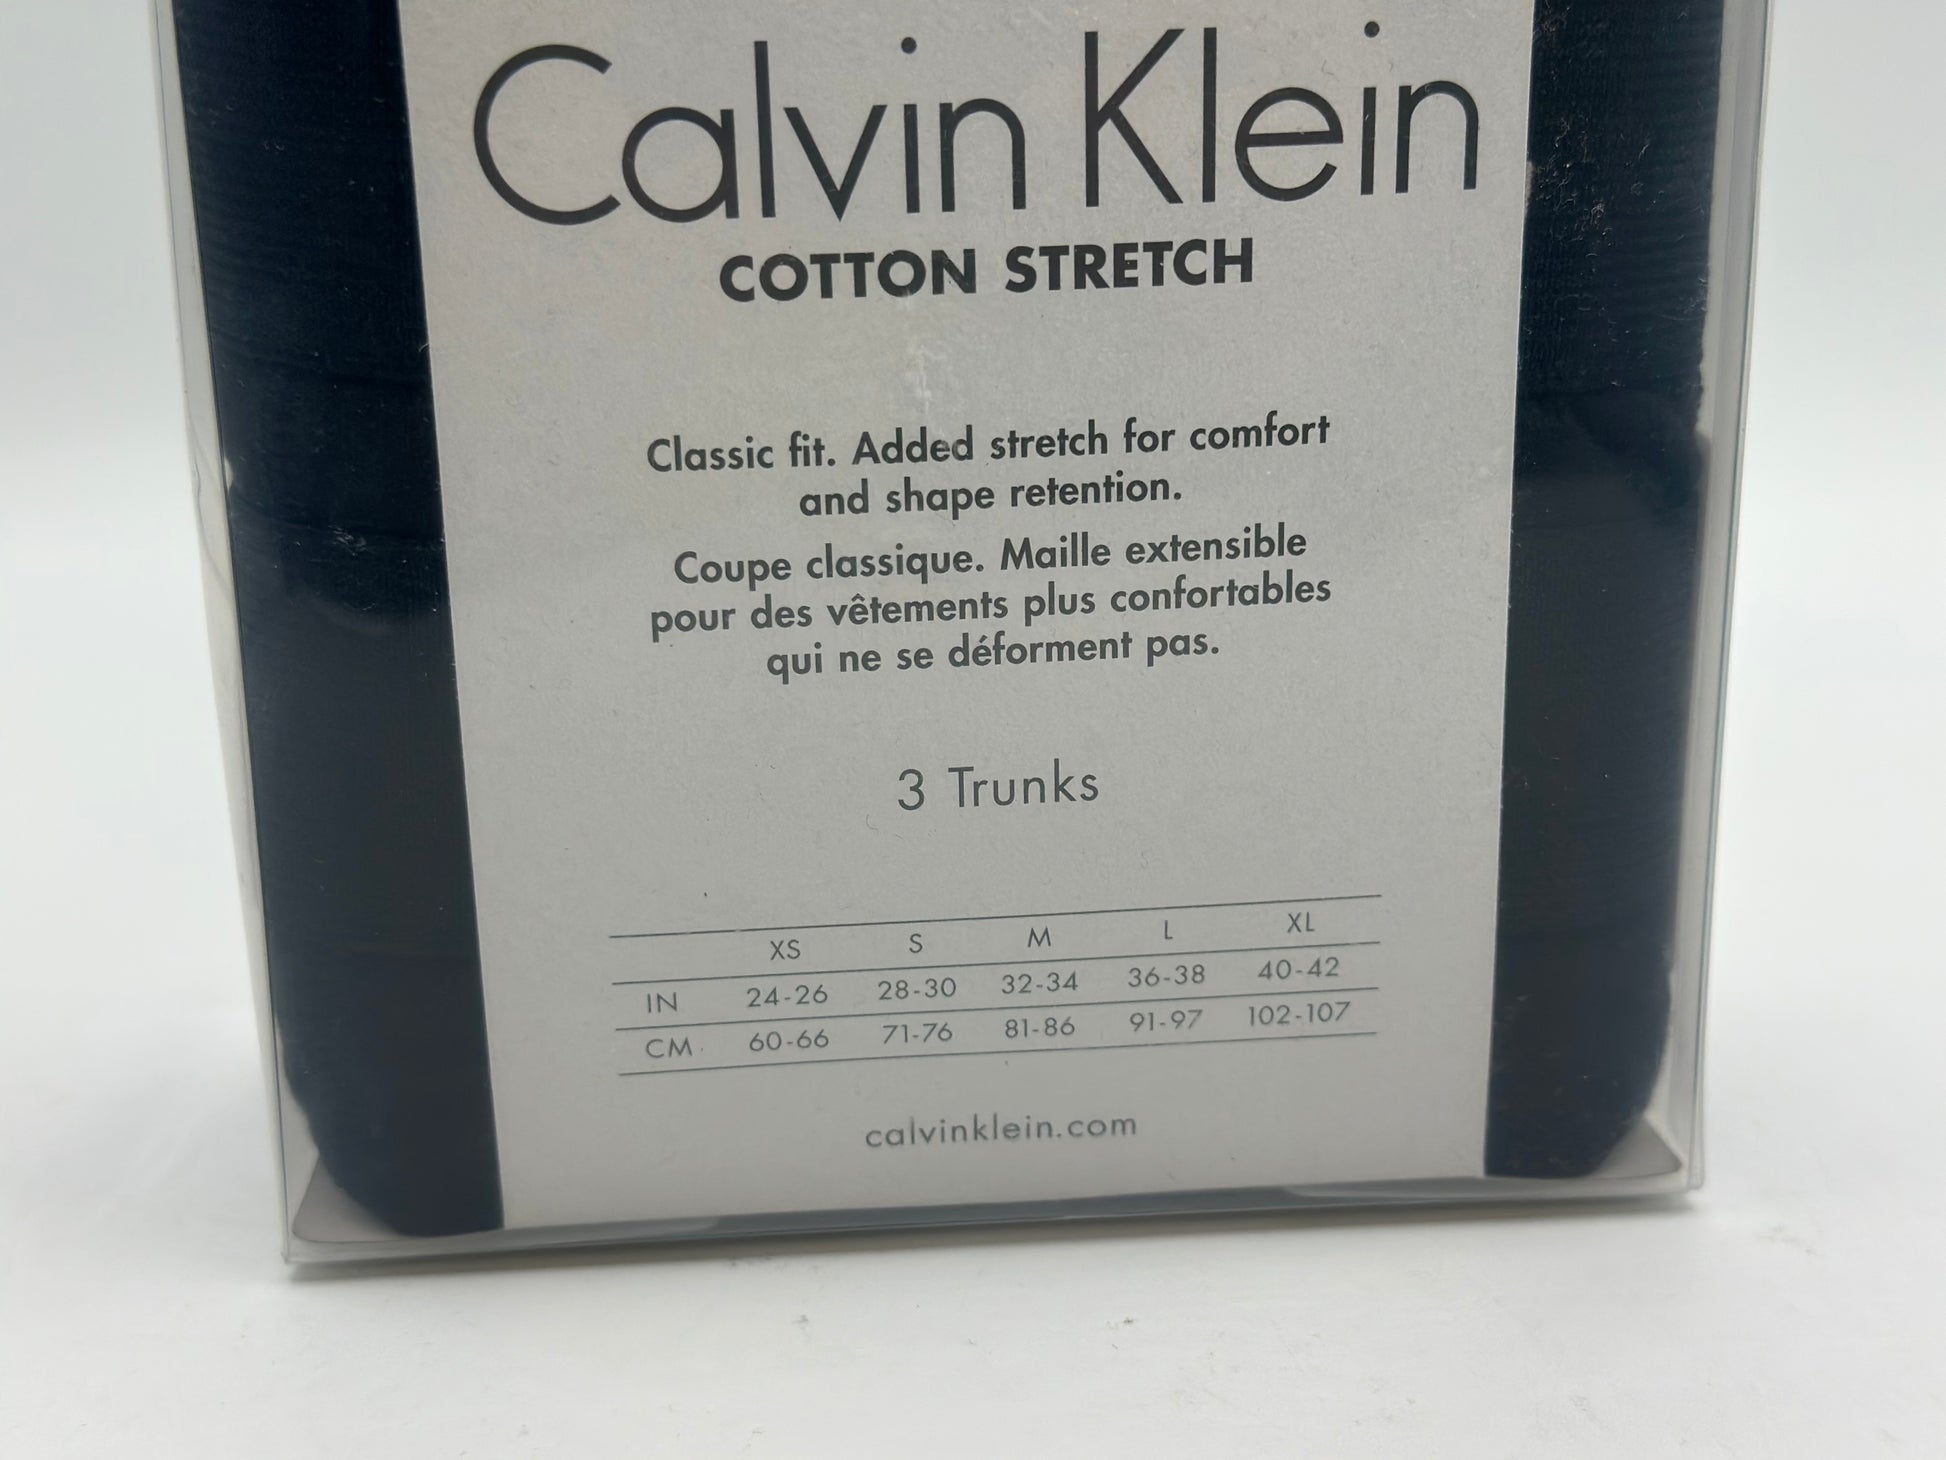 Calvin Klein
COTTON STRETCH
Classic fit. Added stretch for comfort
and shape retention.
Coupe classique. Maille extensible
pour des vêtements plus confortables
qui ne se déforment pas.
3 Trunks
XS S M L XL
IN 24-26 28-30 32-34 36-38 40-42
CM 60-66 71-76 81-86 91-97 102-107
calvinklein.com